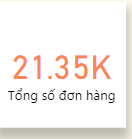 21.35K
Tổng số đơn hàng